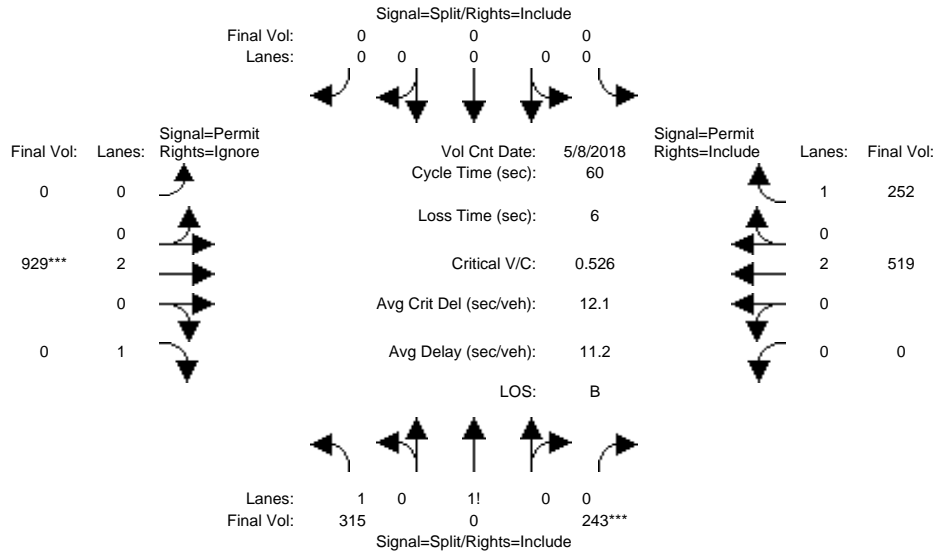 Signal=Split/Rights=Include
Final Vol: 0 0 0
Lanes: 0 0 0 0 0
Signal=Permit
Final Vol: Lanes: Rights=Ignore
Vol Cnt Date: 5/8/2018
Signal=Permit
Rights=Include Lanes: Final Vol:
Cycle Time (sec): 60
0 0
1 252
Loss Time (sec): 6
0
0
929*** 2
Critical V/C: 0.526
2 519
0
Avg Crit Del (sec/veh): 12.1
0
0 1
Avg Delay (sec/veh): 11.2
0 0
LOS: B
Lanes: 1 0 1! 0 0
Final Vol: 315 0 243***
Signal=Split/Rights=Include